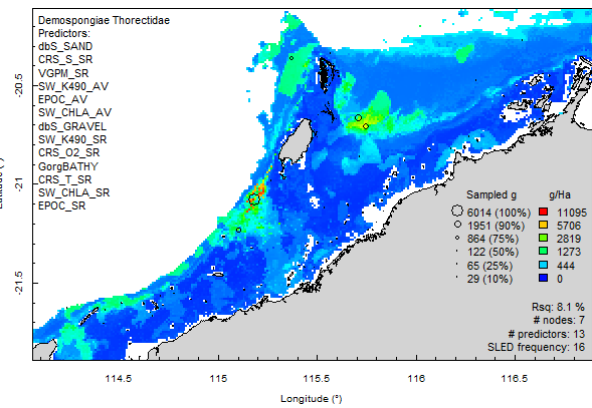 Demospongiae Thorectidae
Predictors:
dbS_SAND
CRS_S_SR
VGPM_SR
SW_K490_AV
EPOC_AV
SW_CHLA_AV
dbS_GRAVEL
SW_K490_SR
CRS_O2_SR
GorgBATHY
CRS_T_SR
SW_CHLA_SR
EPOC_SR
-20.5
-21
-21.5
Latitude (°)
Sampled g g/Ha
6014 (100%) 11095
1951 (90%) 5706
864 (75%) 2819
122 (50%) 1273
65 (25%) 444
29 (10%) 0
Rsq: 8.1 %
# nodes: 7
# predictors: 13
SLED frequency: 16
114.5 115 115.5 116 116.5
Longitude (°)